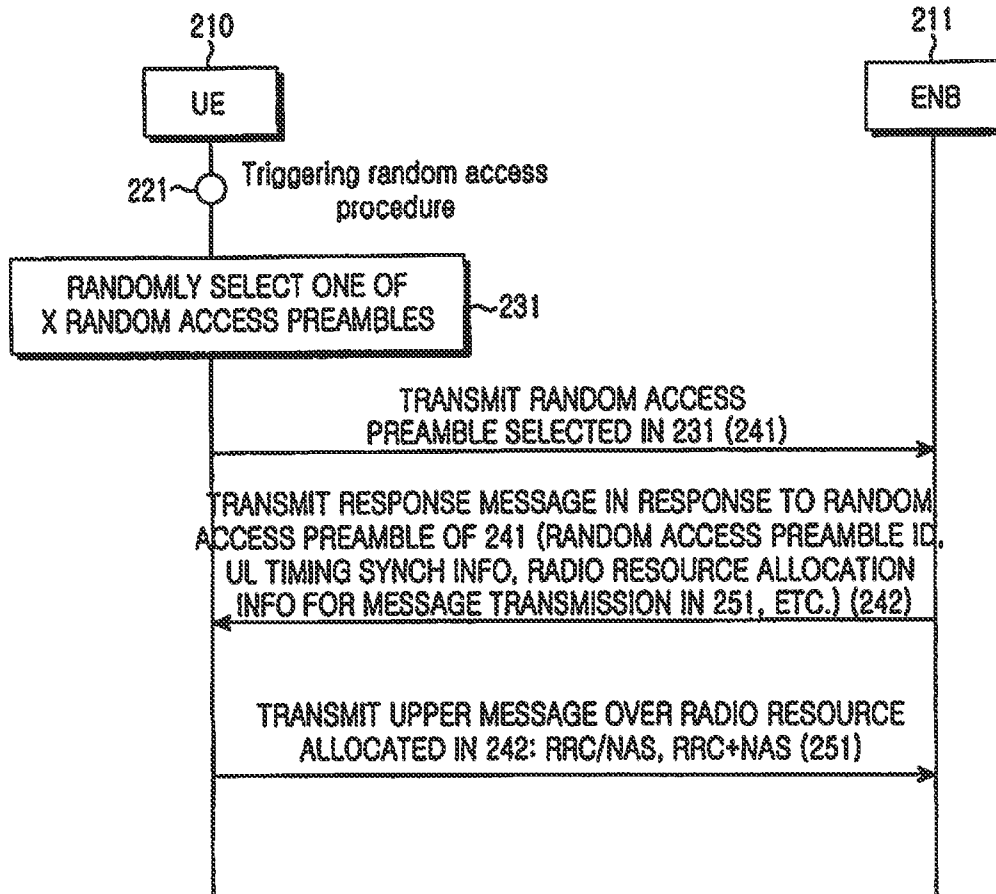 210
211
UE
ENB
221
Triggering random access
procedure
RANDOMLY SELECT ONE OF
X RANDOM ACCESS PREAMBLES
231
TRANSMIT RANDOM ACCESS
PREAMBLE SELECTED IN 231 (241)
TRANSMIT RESPONSE MESSAGE IN RESPONSE TO RANDOM
ACCESS PREAMBLE OF 241 (RANDOM ACCESS PREAMBLE ID,
UL TIMING SYNCH INFO, RADIO RESOURCE ALLOCATION
INFO FOR MESSAGE TRANSMISSION IN 251, ETC.) (242)
TRANSMIT UPPER MESSAGE OVER RADIO RESOURCE
ALLOCATED IN 242: RRC/NAS, RRC+NAS (251)